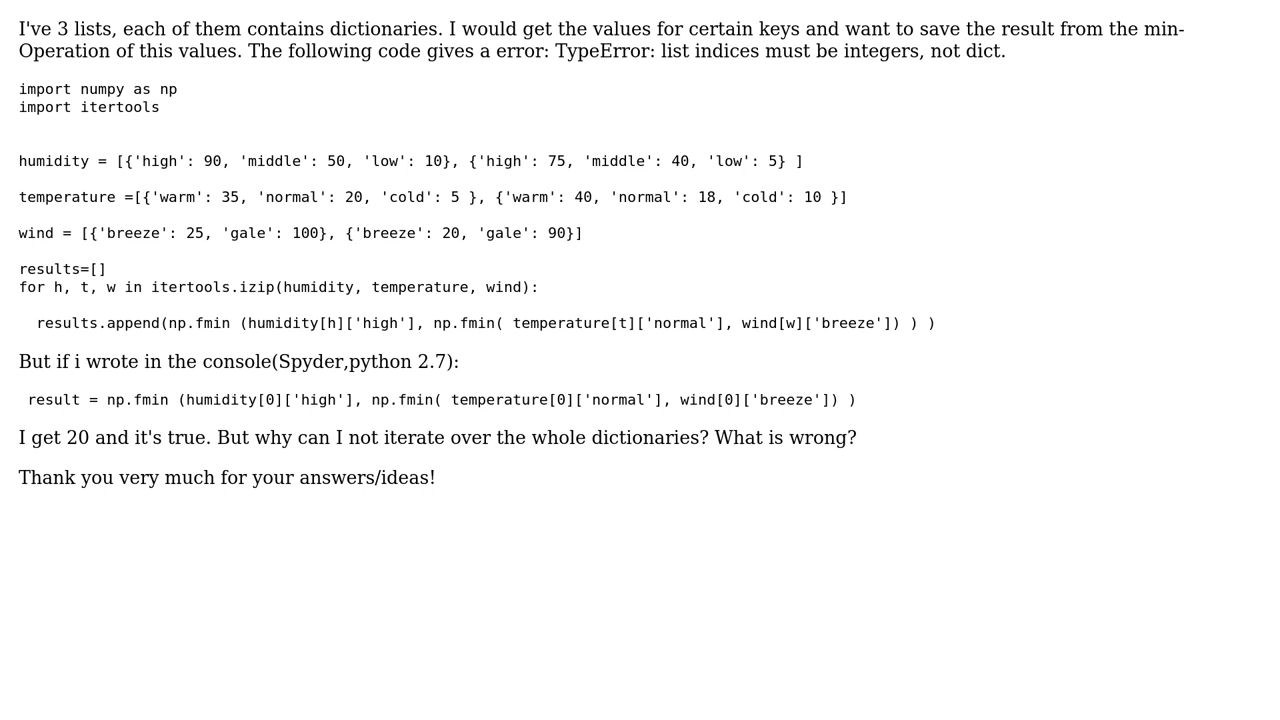 I've 3 lists, each of them contains dictionaries. I would get the values for certain keys and want to save the result from the min-
Operation of this values. The following code gives a error: TypeError: list indices must be integers, not dict.
import numpy as np
import itertools
humidity = [{'high': 90, 'middle': 50, 'low': 10}, {'high': 75, 'middle': 40, 'low': 5} ]
temperature =[{'warm': 35, 'normal': 20, 'cold': 5 }, {'warm': 40, 'normal': 18, 'cold': 10 }]
wind = [{'breeze': 25, 'gale': 100}, {'breeze': 20, 'gale': 90}]
results=[]
for h, t, w in itertools.izip(humidity, temperature, wind):
  results.append(np.fmin (humidity[h]['high'], np.fmin( temperature[t]['normal'], wind[w]['breeze']) ) )
But if i wrote in the console(Spyder,python 2.7):
 result = np.fmin (humidity[0]['high'], np.fmin( temperature[0]['normal'], wind[0]['breeze']) )
I get 20 and it's true. But why can I not iterate over the whole dictionaries? What is wrong?
Thank you very much for your answers/ideas!